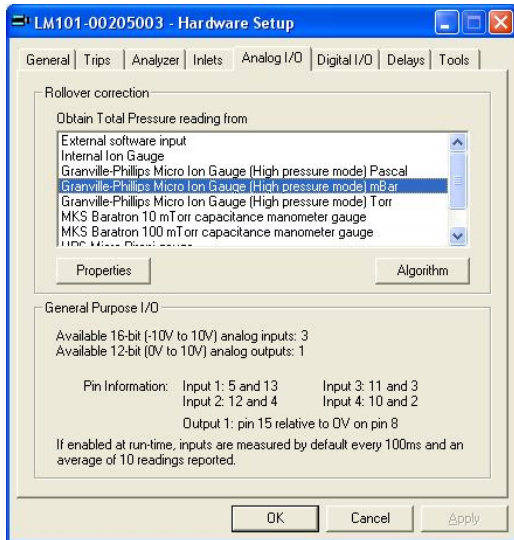 LM101-00205003 - Hardware Setup
General Trips Analyzer Inlets Analog I/O Digital I/O Delays Tools
Rollover correction
Obtain Total Pressure reading from
External software input
Internal Ion Gauge
Granville-Phillips Micro Ion Gauge (High pressure mode) Pascal
Granville-Phillips Micro Ion Gauge (High pressure mode) mBar
Granville-Phillips Micro Ion Gauge (High pressure mode) Torr
MKS Baratron 10 mTorr capacitance manometer gauge
MKS Baratron 100 mTorr capacitance manometer gauge
Properties Algorithm
General Purpose I/O
Available 16-bit (-10V to 10V) analog inputs: 3
Available 12-bit (0V to 10V) analog outputs: 1
Pin Information: Input 1: 5 and 13 Input 3: 11 and 3
Input 2: 12 and 4 Input 4: 10 and 2
Output 1: pin 15 relative to 0V on pin 8
If enabled at run-time, inputs are measured by default every 100ms and an
average of 10 readings reported.
OK Cancel Apply